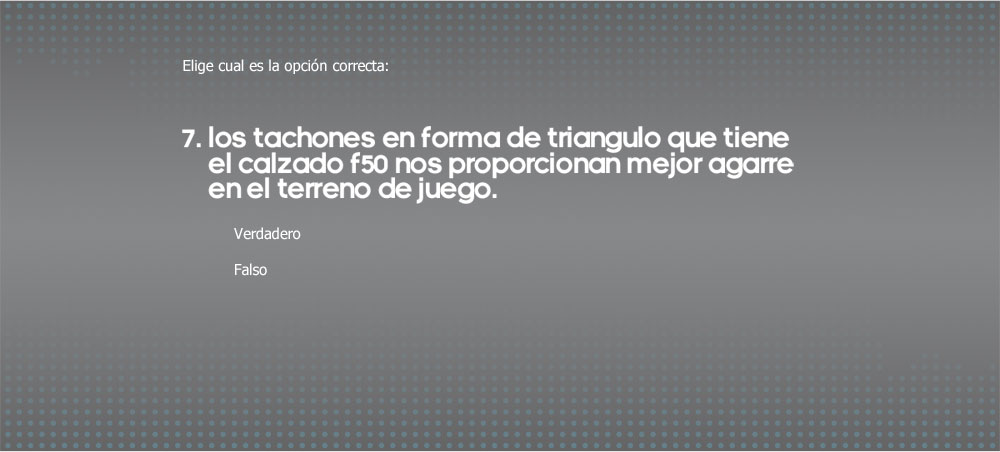 Elige cual es la opción correcta:
7. los tachones en forma de triangulo que tiene
el calzado f50 nos proporcionan mejor agarre
en el terreno de juego.
Verdadero
Falso